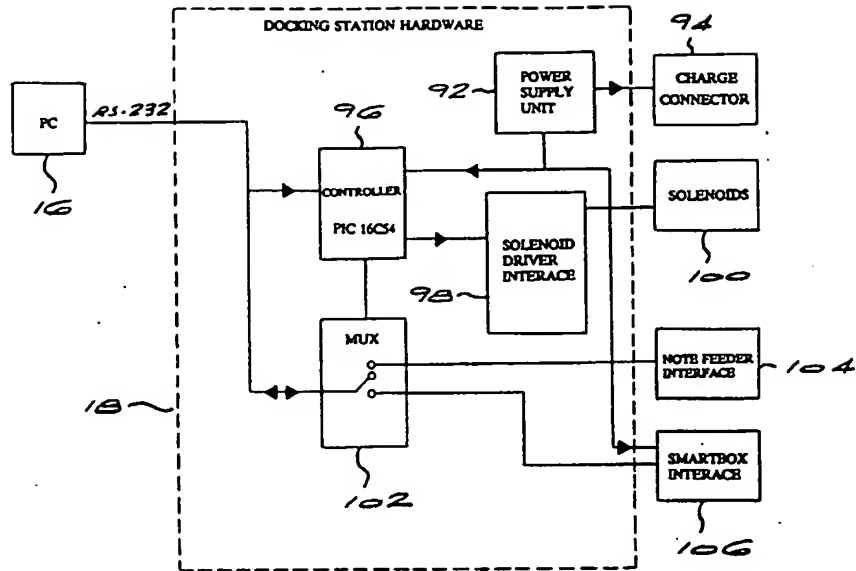 DOCKING STATION HARDWARE
PC
16
RS-232
18
96
CONTROLLER
PIC 16C54
92
POWER
SUPPLY
UNIT
94
CHARGE
CONNECTOR
98
SOLENOID
DRIVER
INTERACE
SOLENOIDS
100
MUX
102
NOTE FEEDER
INTERFACE
104
SMARTBOX
INTERACE
106